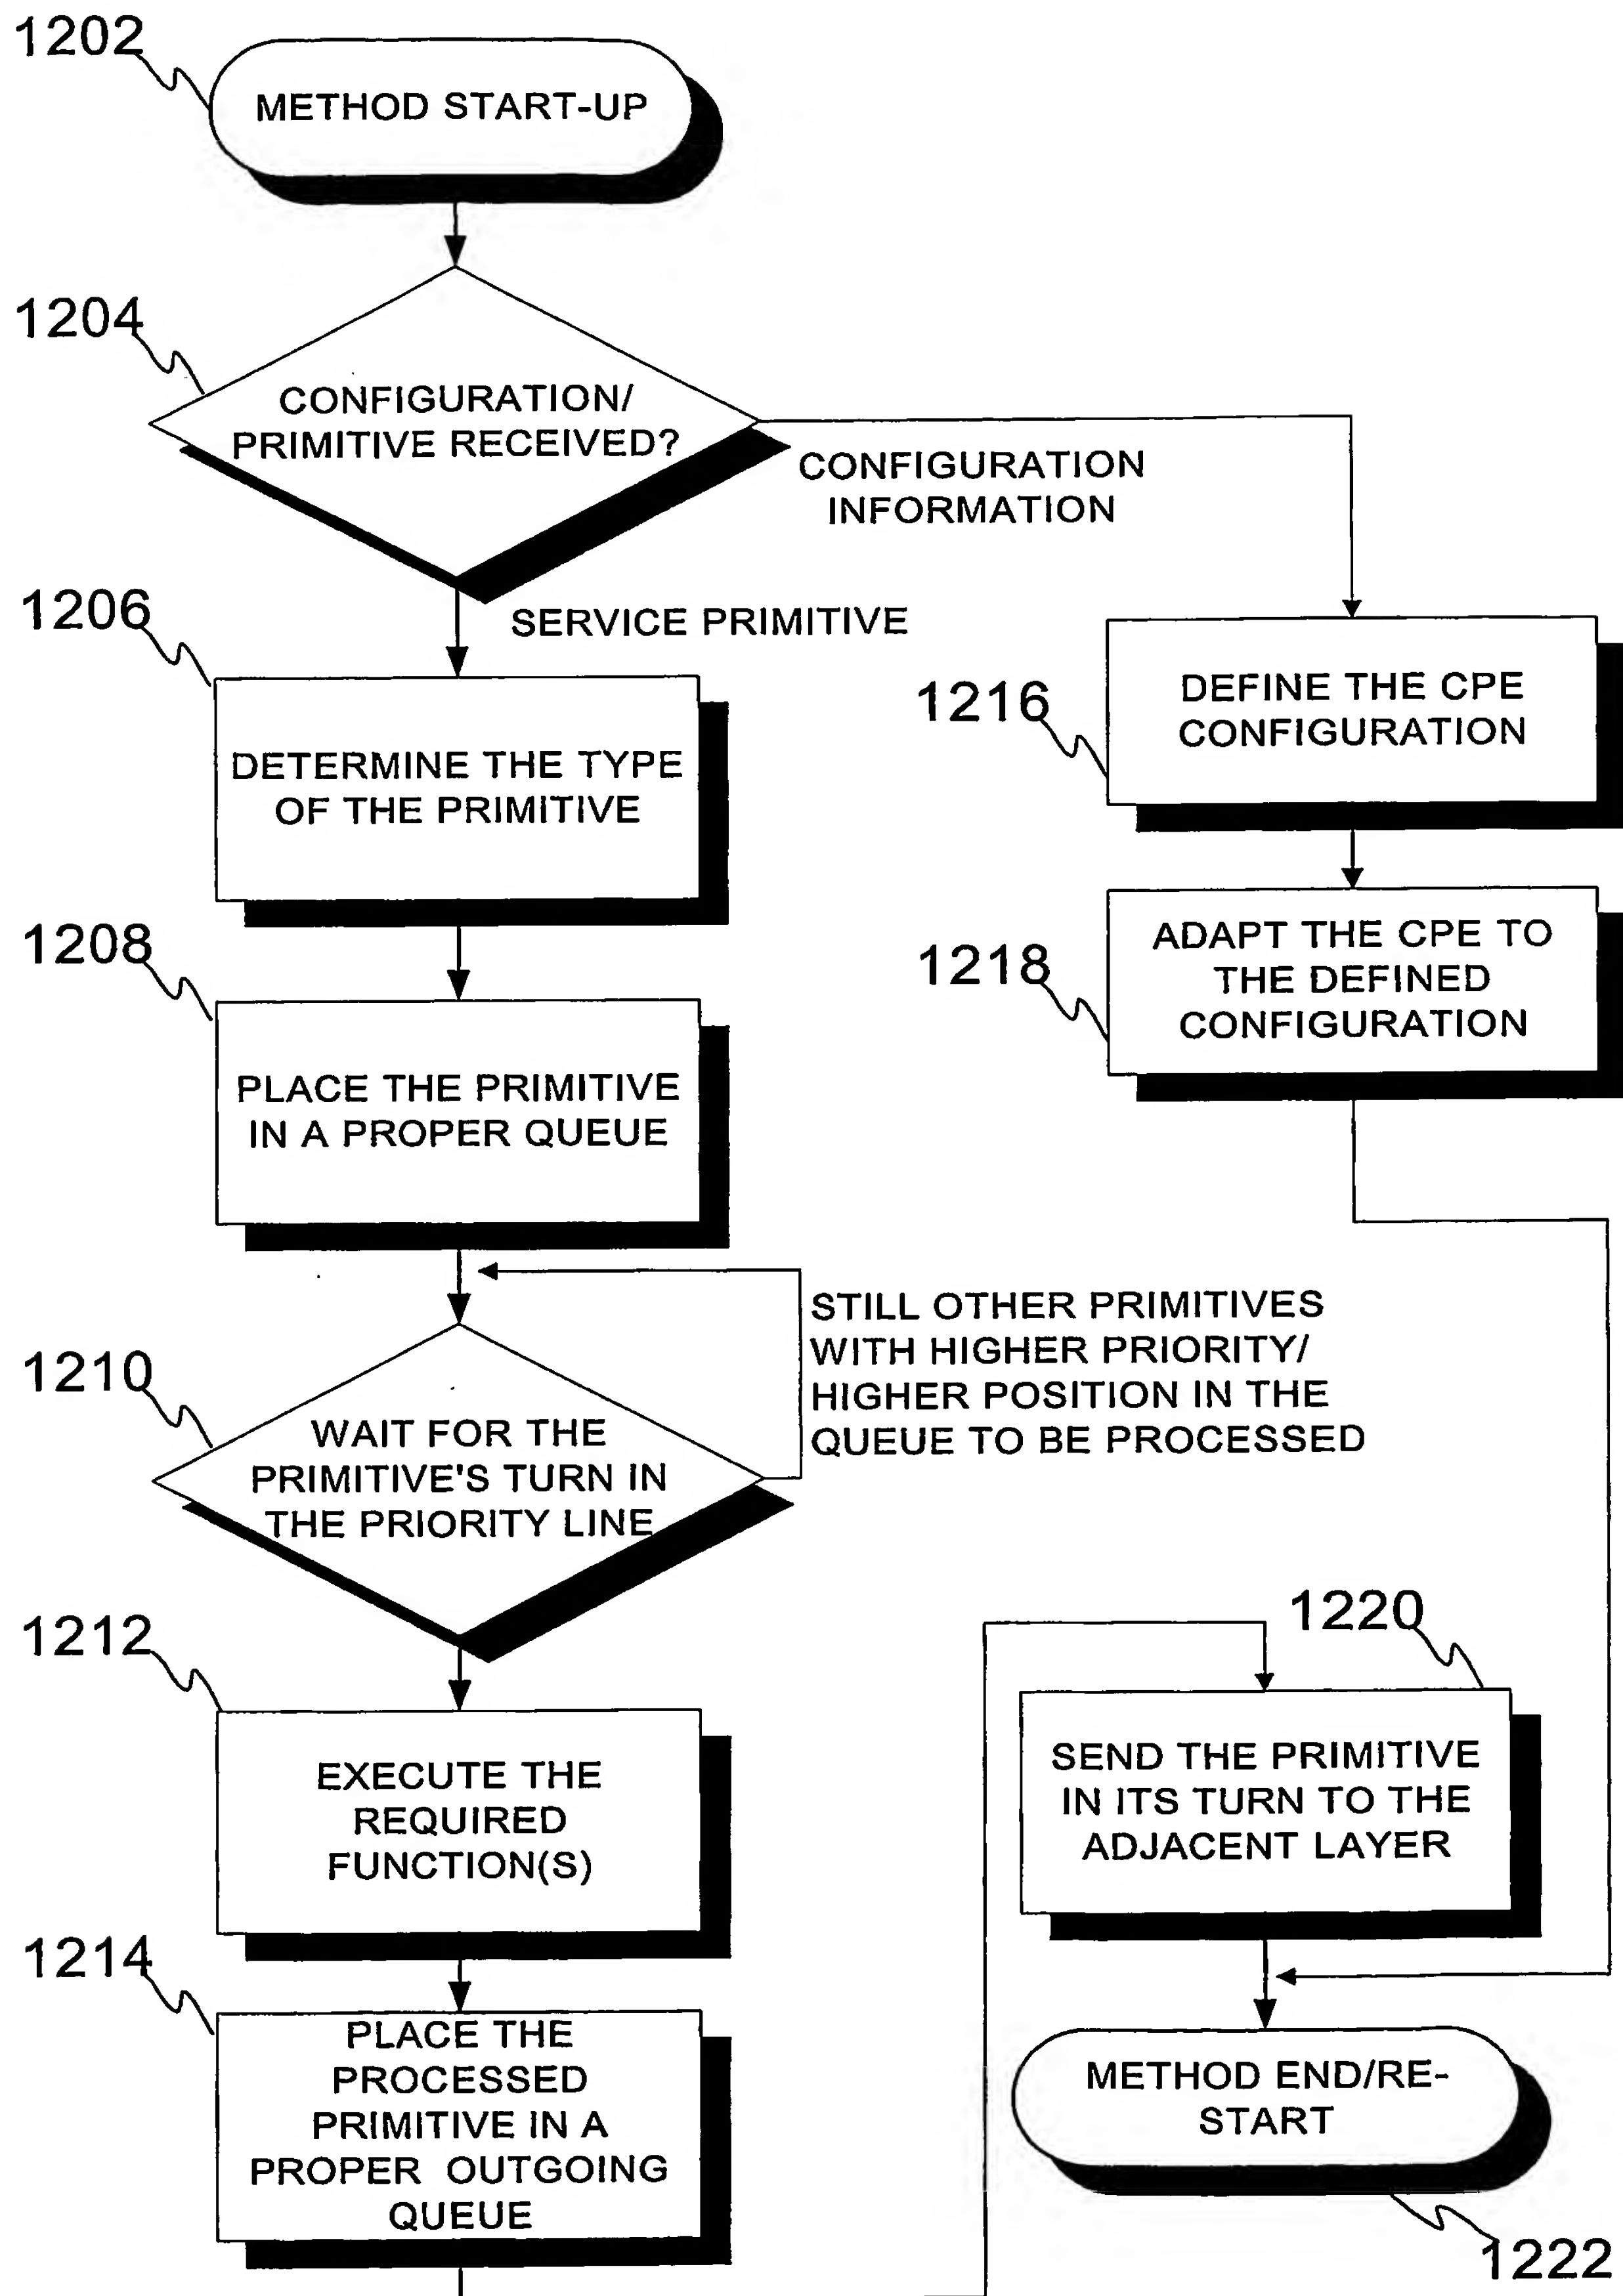 1202
METHOD START-UP
1204
CONFIGURATION/
PRIMITIVE RECEIVED?
CONFIGURATION
INFORMATION
SERVICE PRIMITIVE
1206
DETERMINE THE TYPE
OF THE PRIMITIVE
1216
DEFINE THE CPE
CONFIGURATION
1208
PLACE THE PRIMITIVE
IN A PROPER QUEUE
1218
ADAPT THE CPE TO
THE DEFINED
CONFIGURATION
STILL OTHER PRIMITIVES
WITH HIGHER PRIORITY/
HIGHER POSITION IN THE
QUEUE TO BE PROCESSED
1210
WAIT FOR THE
PRIMITIVE'S TURN IN
THE PRIORITY LINE
1212
EXECUTE THE
REQUIRED
FUNCTION(S)
1220
SEND THE PRIMITIVE
IN ITS TURN TO THE
ADJACENT LAYER
1214
PLACE THE
PROCESSED
PRIMITIVE IN A
PROPER OUTGOING
QUEUE
METHOD END/RE-
START
1222